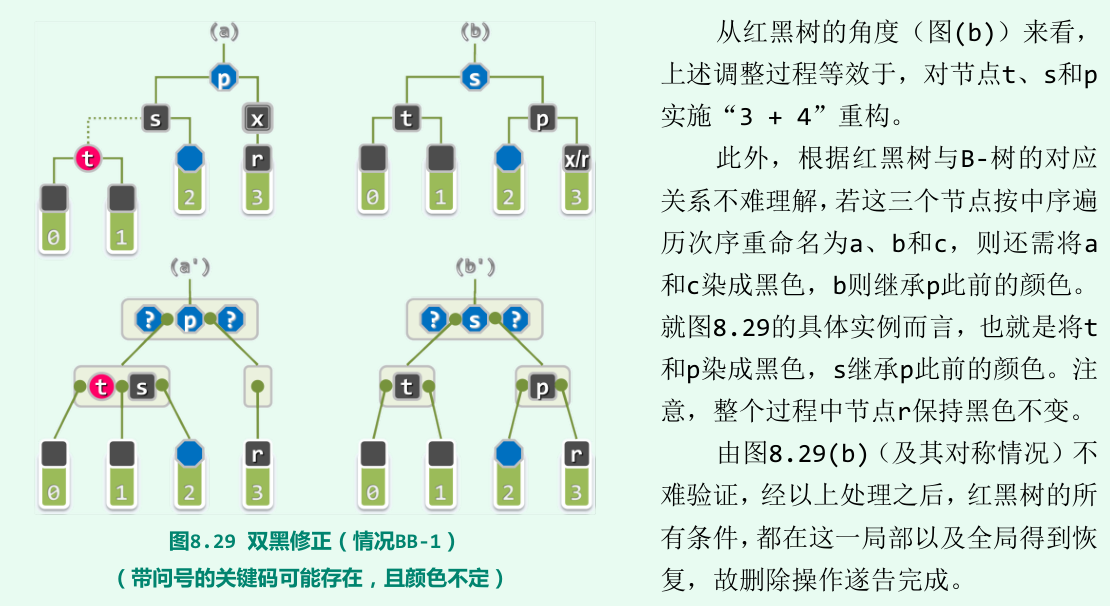 (a)
(b)
p
s
s
x
t
p
t
r
x/r
0
1
2
3
0
1
2
3
(a')
(b')
? p ?
? s ?
t s
t
p
r
r
0
1
2
3
0
1
2
3
图8.29 双黑修正(情况BB-1)
(带问号的关键码可能存在,且颜色不定)
从红黑树的角度(图(b))来看,
上述调整过程等效于,对节点t、s和p
实施“3 + 4”重构。
此外,根据红黑树与B-树的对应
关系不难理解,若这三个节点按中序遍
历次序重命名为a、b和c,则还需将a
和c染成黑色,b则继承p此前的颜色。
就图8.29的具体实例而言,也就是将t
和p染成黑色,s继承p此前的颜色。注
意,整个过程中节点r保持黑色不变。
由图8.29(b)(及其对称情况)不
难验证,经以上处理之后,红黑树的所
有条件,都在这一局部以及全局得到恢
复,故删除操作遂告完成。